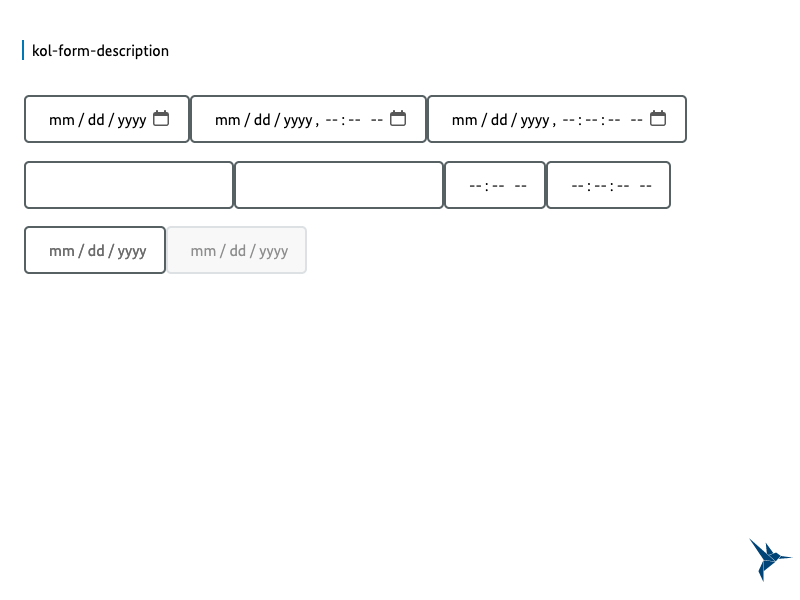 kol-form-description
mm / dd / yyyy mm / dd / yyyy, --:-- -- mm / dd / yyyy, --:--:-- --
--:-- -- --:--:-- --
mm / dd / yyyy mm / dd / yyyy